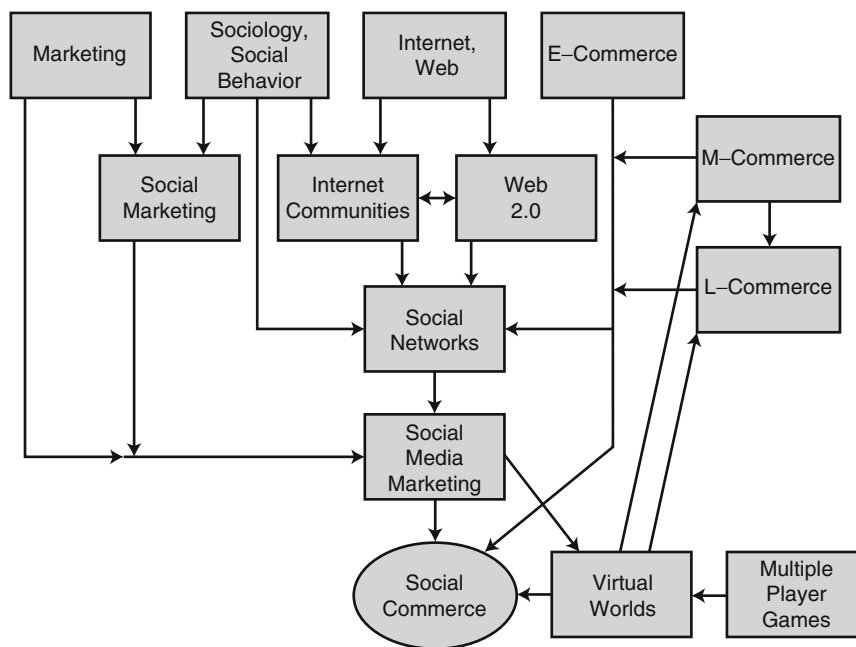 Marketing
Sociology,
Social
Behavior
Internet,
Web
E–Commerce
M–Commerce
Social
Marketing
Internet
Communities
Web
2.0
L–Commerce
Social
Networks
Social
Media
Marketing
Social
Commerce
Virtual
Worlds
Multiple
Player
Games